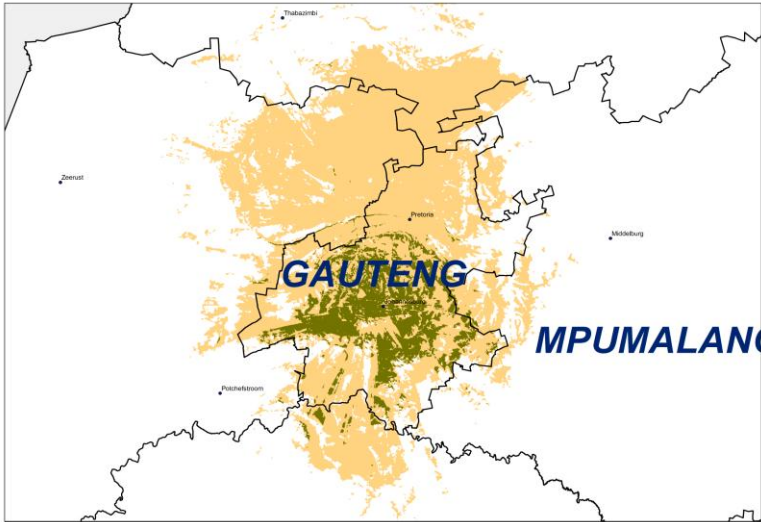 Thabazimbi
Zeerust
Pretoria
Middelburg
GAUTENG
MPUMALANG
Potchefstroom